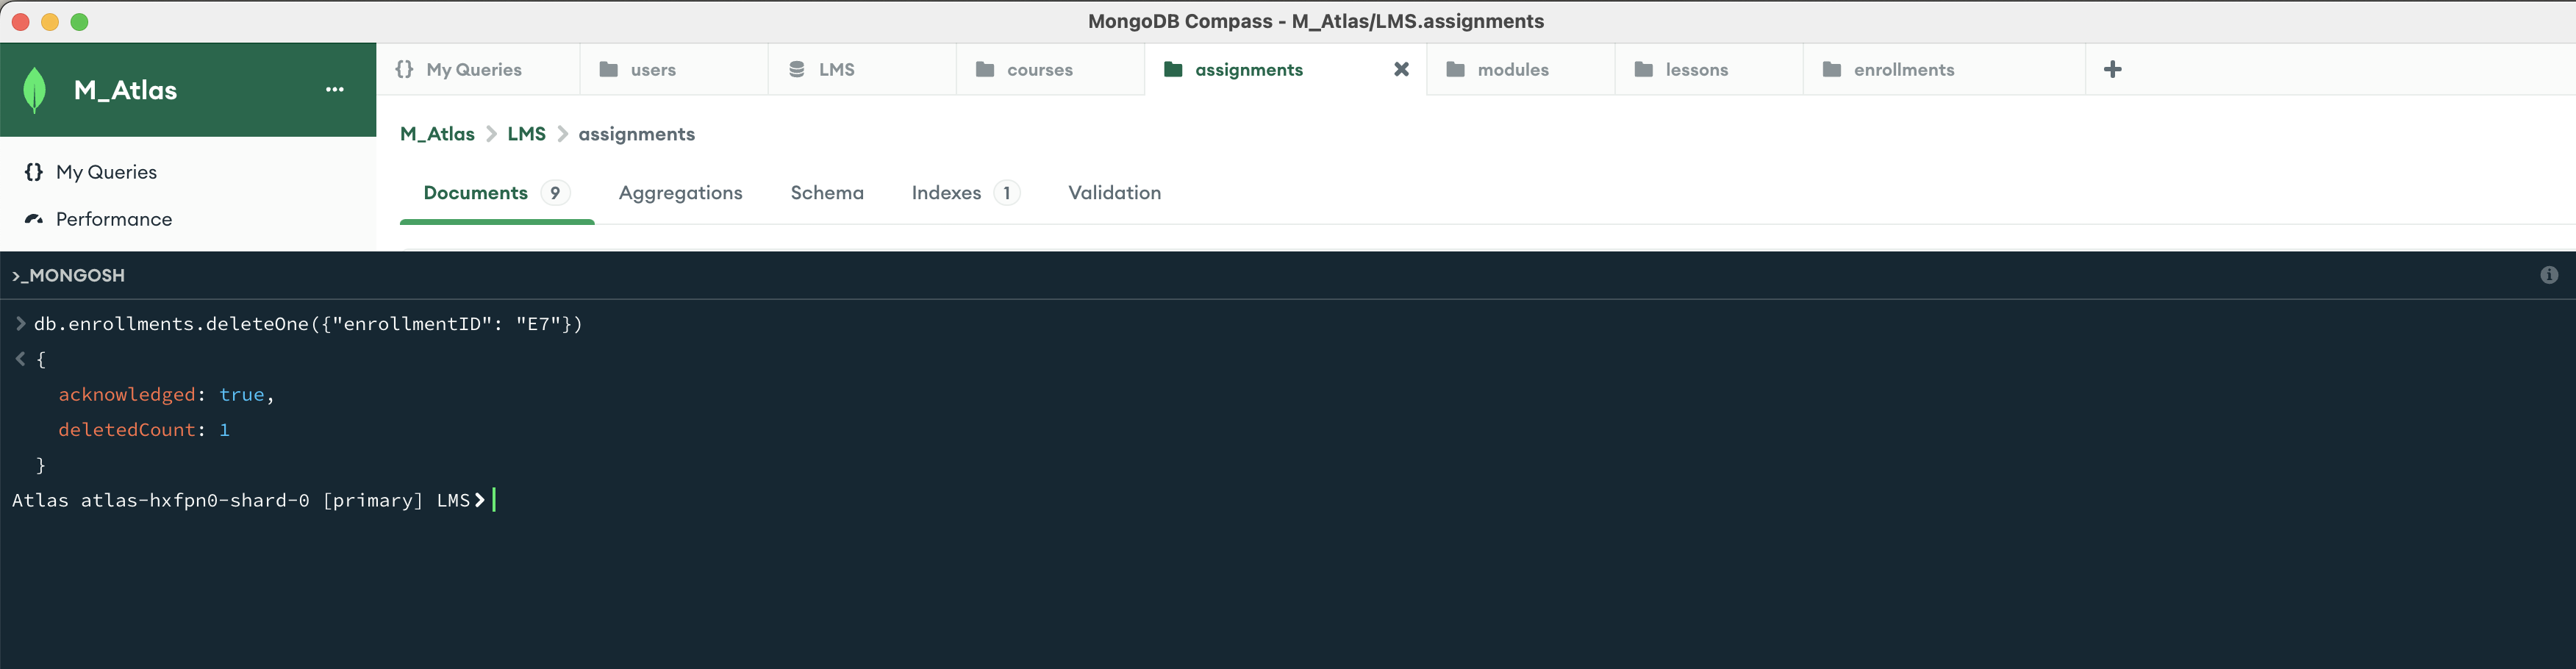 MongoDB Compass - M_Atlas/LMS.assignments
M_Atlas
My Queries
users
LMS
courses
assignments
modules
lessons
enrollments
M_Atlas > LMS > assignments
My Queries
Performance
Documents 9
Aggregations
Schema
Indexes 1
Validation
>_MONGOSH
> db.enrollments.deleteOne({"enrollmentID": "E7"})
< {
acknowledged: true,
deletedCount: 1
}
Atlas atlas-hxfpn0-shard-0 [primary] LMS>